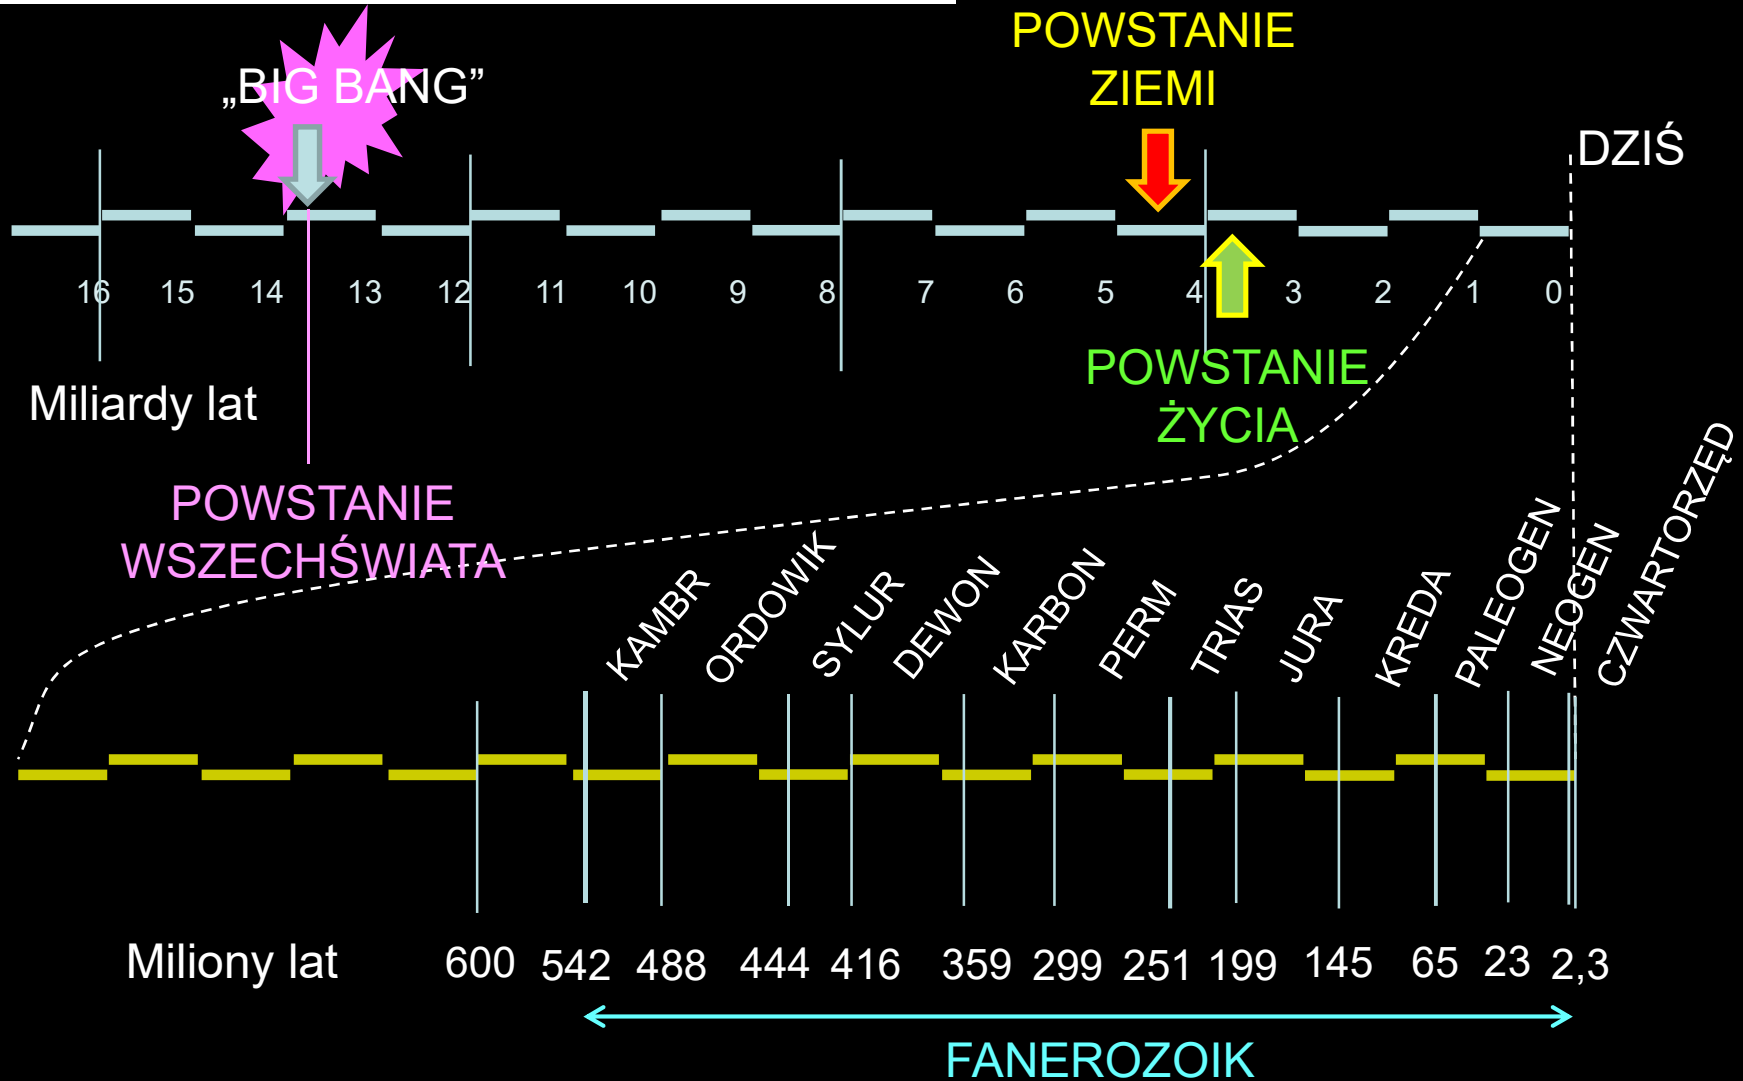 „BIG BANG”
POWSTANIE
ZIEMI
DZIŚ
16 15 14 13 12 11 10 9 8 7 6 5 4 3 2 1 0
Miliardy lat
POWSTANIE
ŻYCIA
POWSTANIE
WSZECHŚWIATA
KAMBR
ORDOWIK
SYLUR
DEWON
KARBON
PERM
TRIAS
JURA
KREDA
PALEOGEN
NEOGEN
CZWARTORZĘD
Miliony lat 600 542 488 444 416 359 299 251 199 145 65 23 2,3
FANEROZOIK